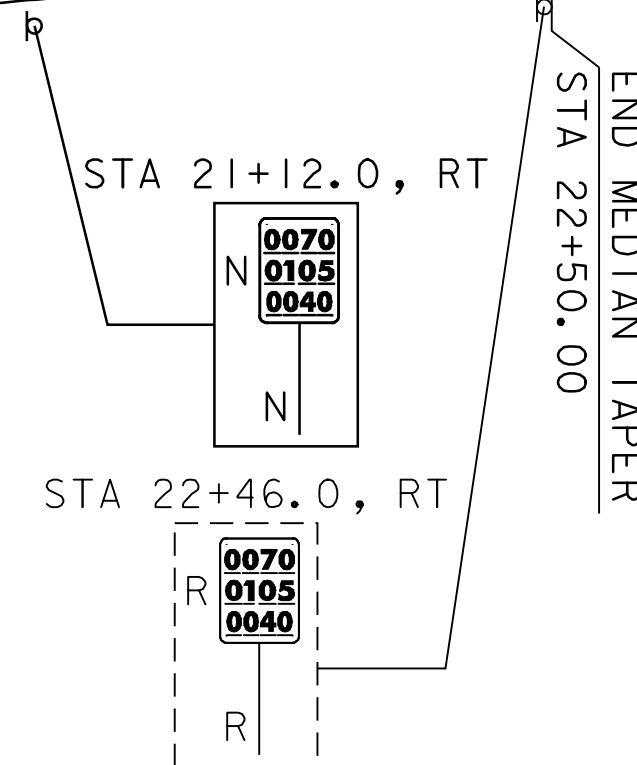 STA 21+12.0, RT
N
0070
0105
0040
N
STA 22+46.0, RT
R
0070
0105
0040
R
END MEDIAN TAPER
STA 22+50.00